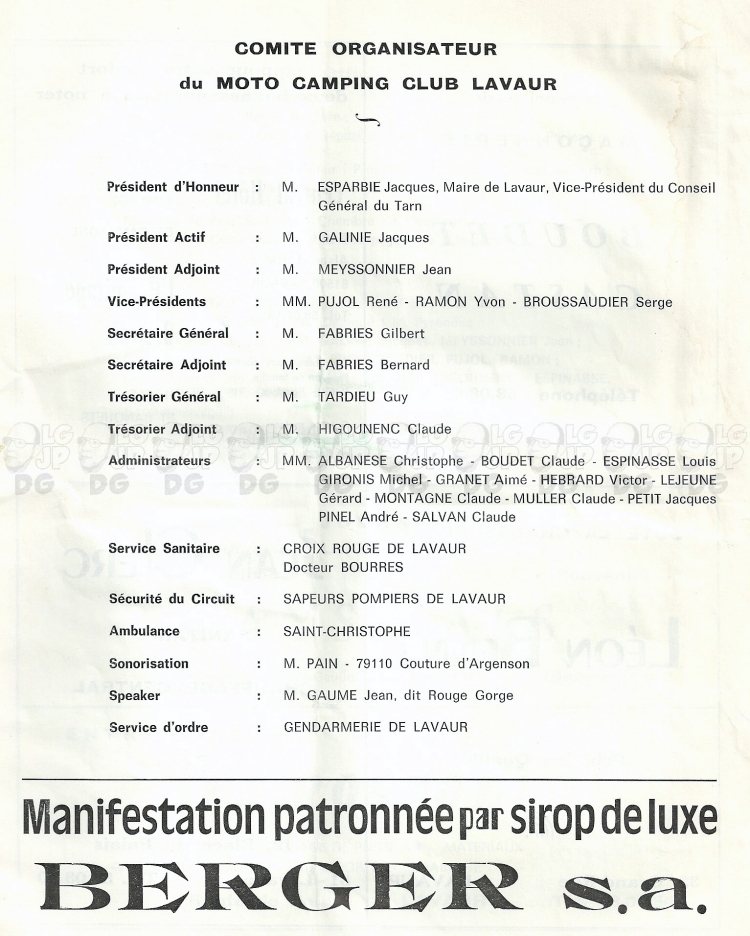 COMITE ORGANISATEUR
du MOTO CAMPING CLUB LAVAUR
Président d'Honneur : M. ESPARBIE Jacques, Maire de Lavaur, Vice-Président du Conseil
Général du Tarn
Président Actif : M. GALINIE Jacques
Président Adjoint : M. MEYSSONNIER Jean
Vice-Présidents : MM. PUJOL René - RAMON Yvon - BROUSSAUDIER Serge
Secrétaire Général : M. FABRIES Gilbert
Secrétaire Adjoint : M. FABRIES Bernard
Trésorier Général : M. TARDIEU Guy
Trésorier Adjoint : M. HIGOUNENC Claude
Administrateurs : MM. ALBANESE Christophe - BOUDET Claude - ESPINASSE Louis
GIRONIS Michel - GRANET Aimé - HEBRARD Victor - LEJEUNE
Gérard - MONTAGNE Claude - MULLER Claude - PETIT Jacques
PINEL André - SALVAN Claude
Service Sanitaire : CROIX ROUGE DE LAVAUR
Docteur BOURRES
Sécurité du Circuit : SAPEURS POMPIERS DE LAVAUR
Ambulance : SAINT-CHRISTOPHE
Sonorisation : M. PAIN - 79110 Couture d'Argenson
Speaker : M. GAUME Jean, dit Rouge Gorge
Service d'ordre : GENDARMERIE DE LAVAUR
Manifestation patronnée par sirop de luxe
BERGER s.a.